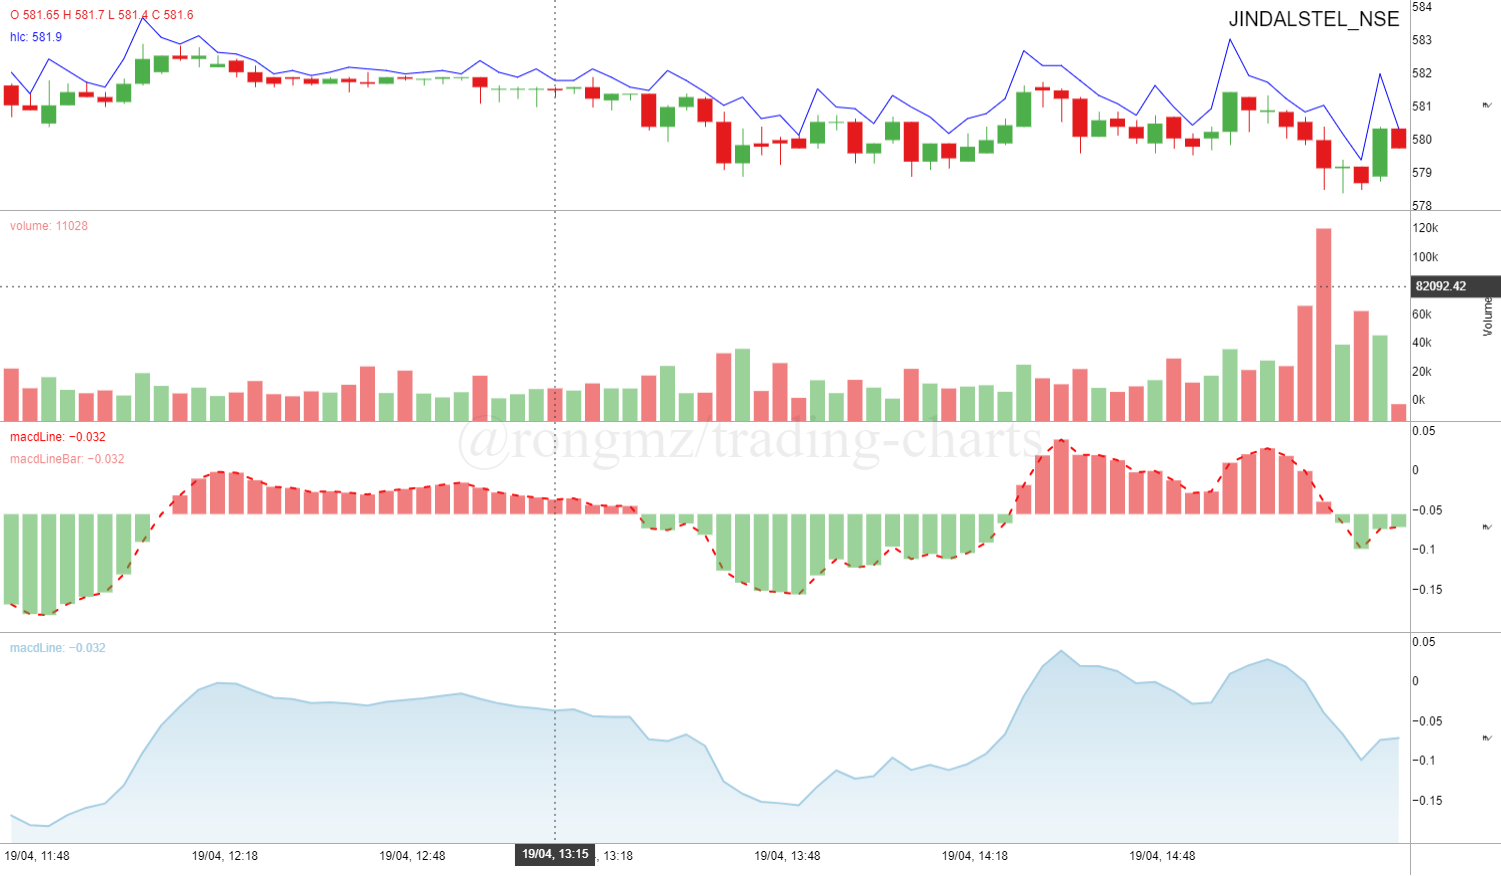 O 581.65 H 581.7 L 581.4 C 581.6
hlc: 581.9
JINDALSTEL_NSE
584
583
582
581
580
579
578
volume: 11028
120k
100k
82092.42
60k
40k
20k
0k
Volume
@rongmz/trading-charts
macdLine: −0.032
macdLineBar: −0.032
0.05
0
−0.05
−0.1
−0.15
macdLine: −0.032
0.05
0
−0.05
−0.1
−0.15
19/04, 11:48
19/04, 12:18
19/04, 12:48
19/04, 13:15
, 13:18
19/04, 13:48
19/04, 14:18
19/04, 14:48